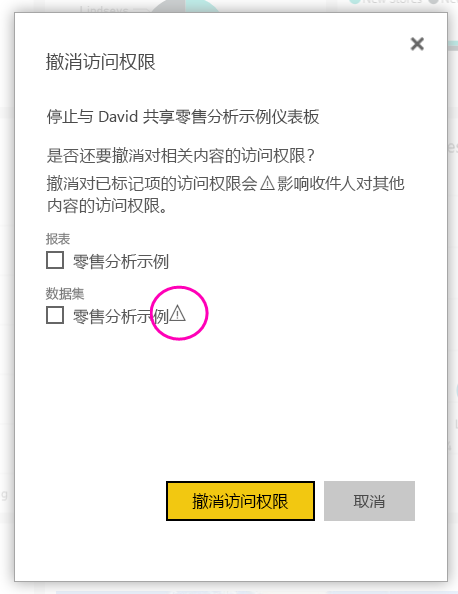 Lindseys
New Stores
撤消访问权限
停止与 David 共享零售分析示例仪表板
是否还要撤消对相关内容的访问权限？
撤消对已标记项的访问权限会⚠影响收件人对其他
内容的访问权限。
报表
零售分析示例
数据集
零售分析示例⚠
撤消访问权限
取消